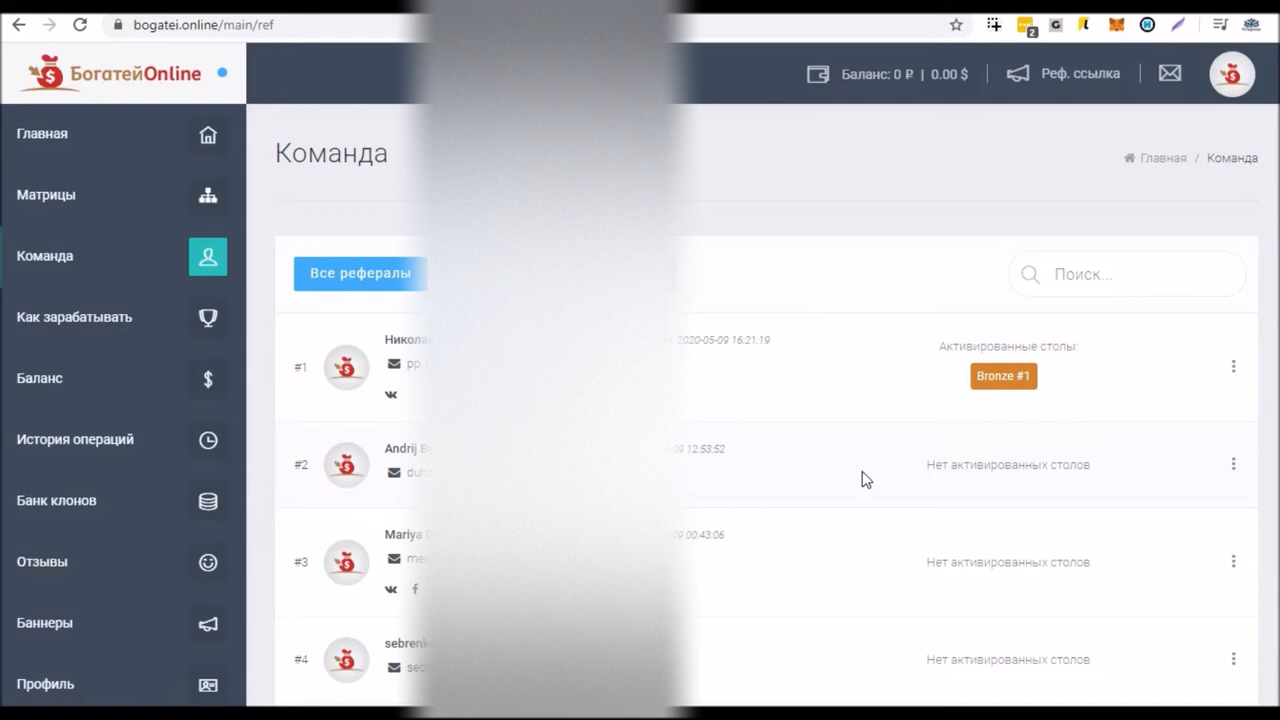 bogatei.online/main/ref
2
БогатейOnline
Баланс: 0 ₽ | 0.00 $
Реф. ссылка
Главная
Матрицы
Команда
Как зарабатывать
Баланс
История операций
Банк клонов
Отзывы
Баннеры
Профиль
Команда
Главная / Команда
Все рефералы
Поиск...
#1
2020-05-09 16:21:19
Активированные столы:
Bronze #1
#2
Andrij
12:53:52
Нет активированных столов
#3
Mariya
00:43:06
Нет активированных столов
#4
Нет активированных столов